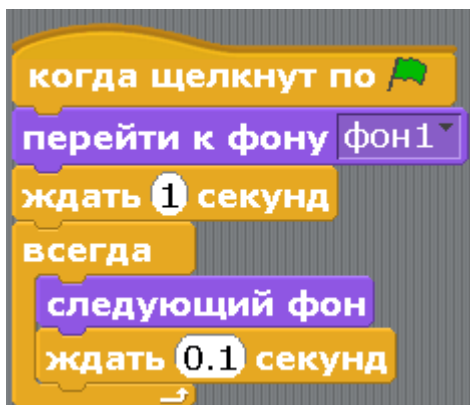 когда щелкнут по
перейти к фону фон1
ждать 1 секунд
всегда
следующий фон
ждать 0.1 секунд